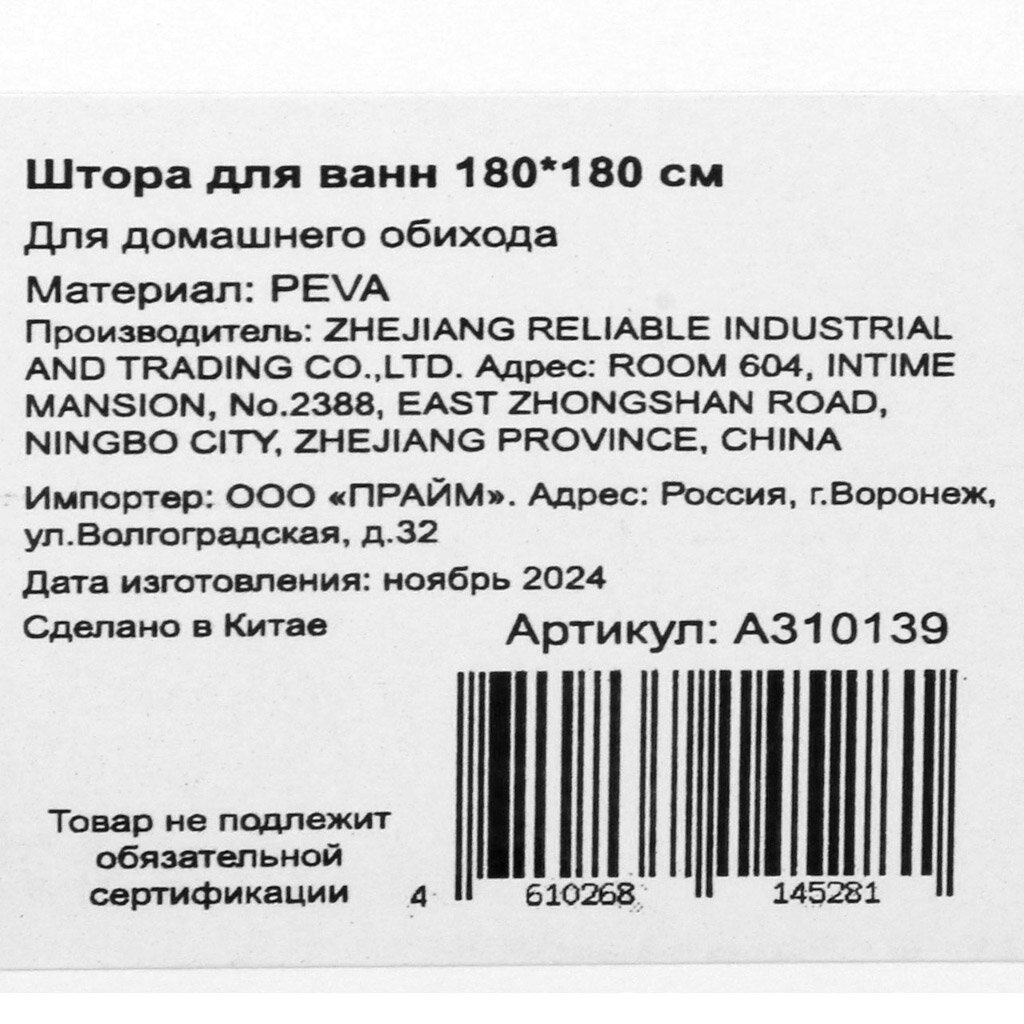 Штора для ванн 180*180 см
Для домашнего обихода
Материал: PEVA
Производитель: ZHEJIANG RELIABLE INDUSTRIAL
AND TRADING CO.,LTD. Адрес: ROOM 604, INTIME
MANSION, No.2388, EAST ZHONGSHAN ROAD,
NINGBO CITY, ZHEJIANG PROVINCE, CHINA
Импортер: ООО «ПРАЙМ». Адрес: Россия, г.Воронеж,
ул.Волгоградская, д.32
Дата изготовления: ноябрь 2024
Сделано в Китае
Артикул: А310139
Товар не подлежит
обязательной
сертификации
4 610268 145281